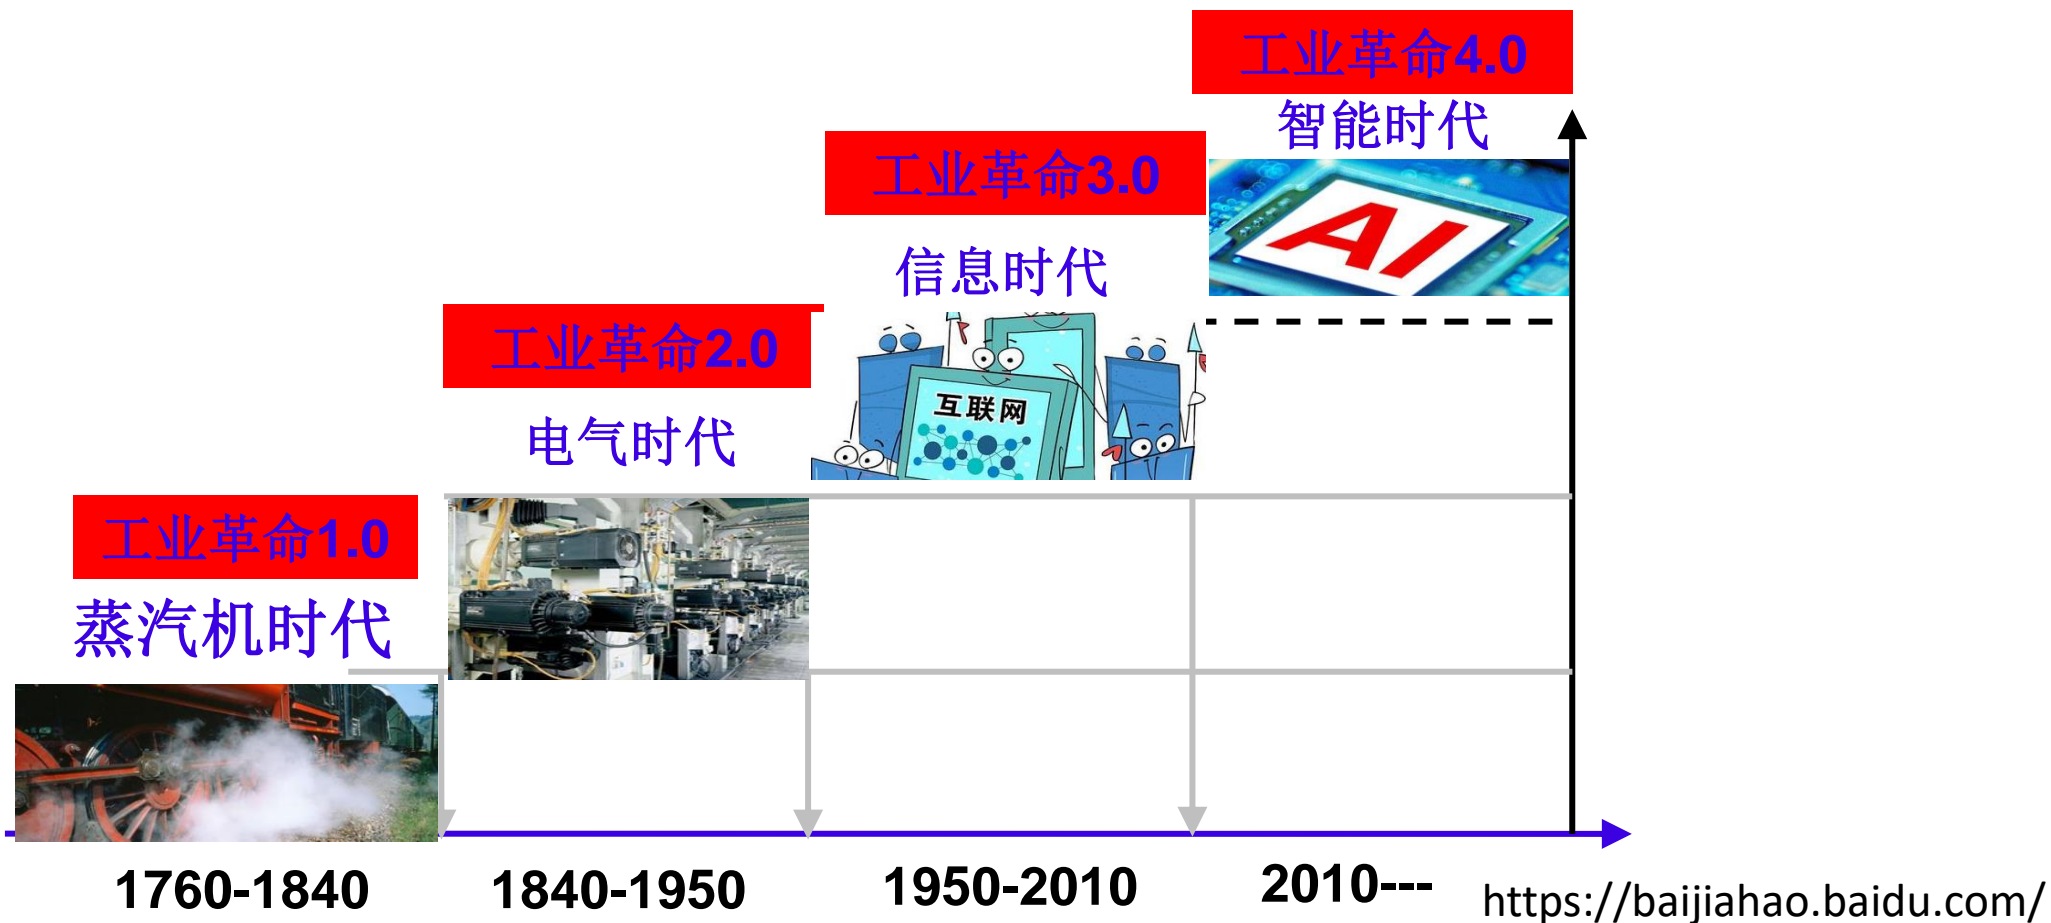 工业革命4.0
智能时代
AI
工业革命3.0
信息时代
互联网
工业革命2.0
电气时代
工业革命1.0
蒸汽机时代
1760-1840
1840-1950
1950-2010
2010---
https://baijiahao.baidu.com/